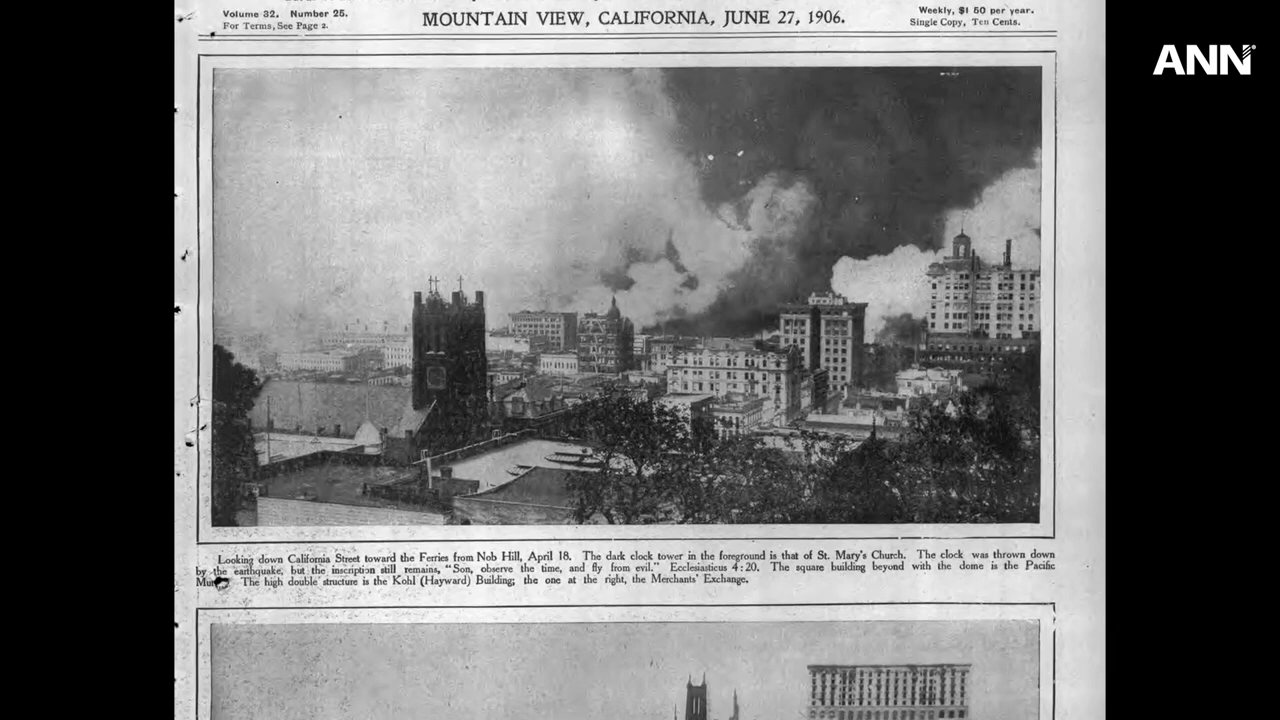 Volume 32. Number 25.
For Terms, See Page 2.
MOUNTAIN VIEW, CALIFORNIA, JUNE 27, 1906.
Weekly, $1 50 per year.
Single Copy, Ten Cents.
ANN
Looking down California Street toward the Ferries from Nob Hill, April 18. The dark clock tower in the foreground is that of St. Mary's Church. The clock was thrown down
by the earthquake, but the inscription still remains, "Son, observe the time, and fly from evil." Ecclesiasticus 4:20. The square building beyond with the dome is the Pacific
The high double structure is the Kohl (Hayward) Building; the one at the right, the Merchants' Exchange.